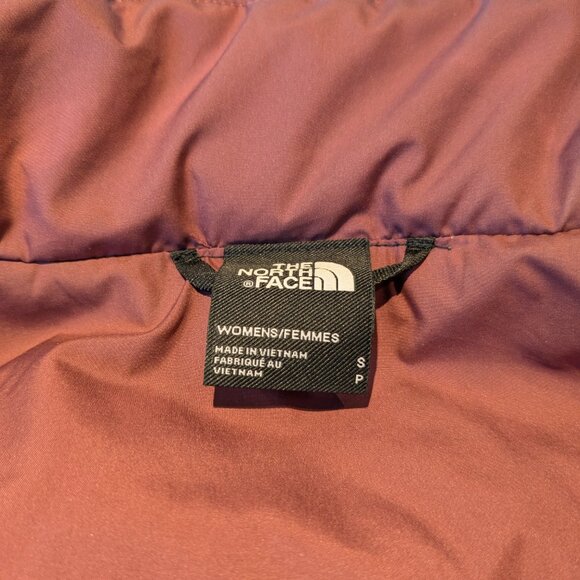 THE
NORTH
® FACE
WOMENS/FEMMES
MADE IN VIETNAM
FABRIQUÉ AU
VIETNAM
S
P